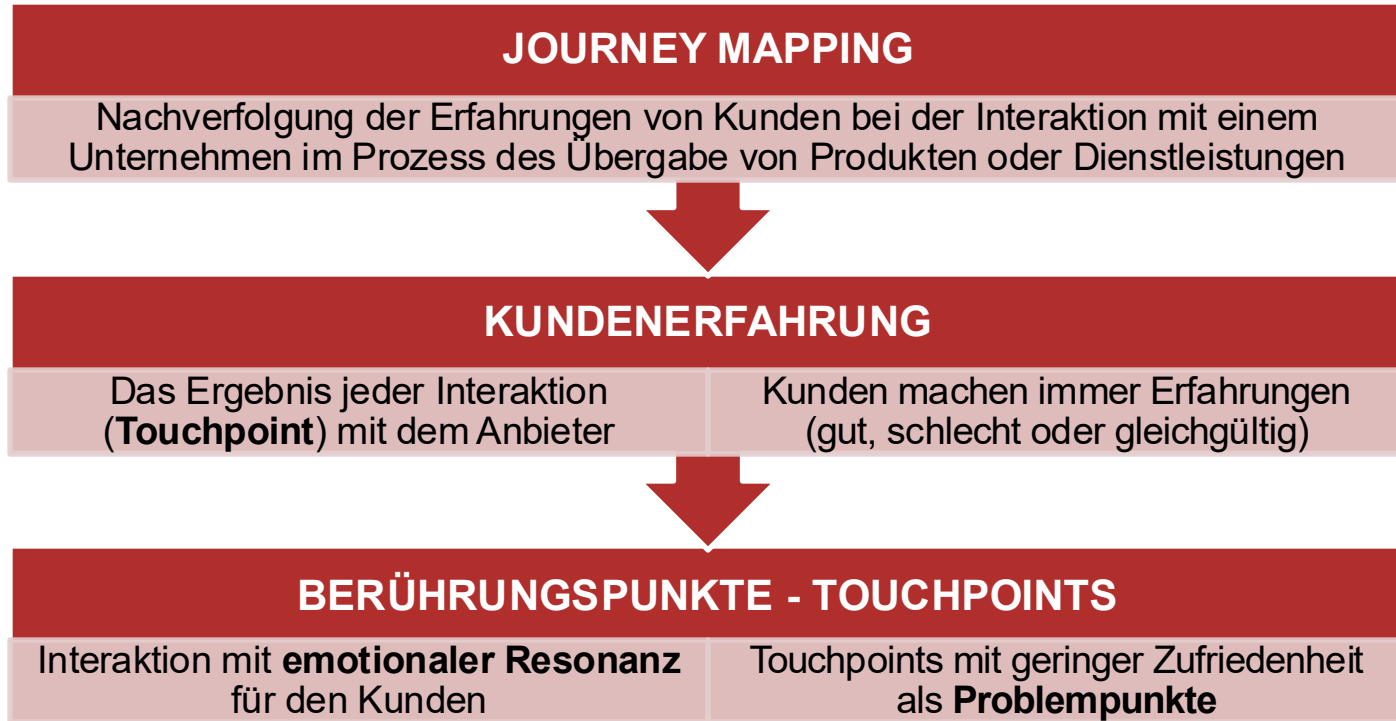 JOURNEY MAPPING
Nachverfolgung der Erfahrungen von Kunden bei der Interaktion mit einem
Unternehmen im Prozess des Übergabe von Produkten oder Dienstleistungen
KUNDENERFAHRUNG
Das Ergebnis jeder Interaktion
(Touchpoint) mit dem Anbieter
Kunden machen immer Erfahrungen
(gut, schlecht oder gleichgültig)
BERÜHRUNGSPUNKTE - TOUCHPOINTS
Interaktion mit emotionaler Resonanz
für den Kunden
Touchpoints mit geringer Zufriedenheit
als Problempunkte